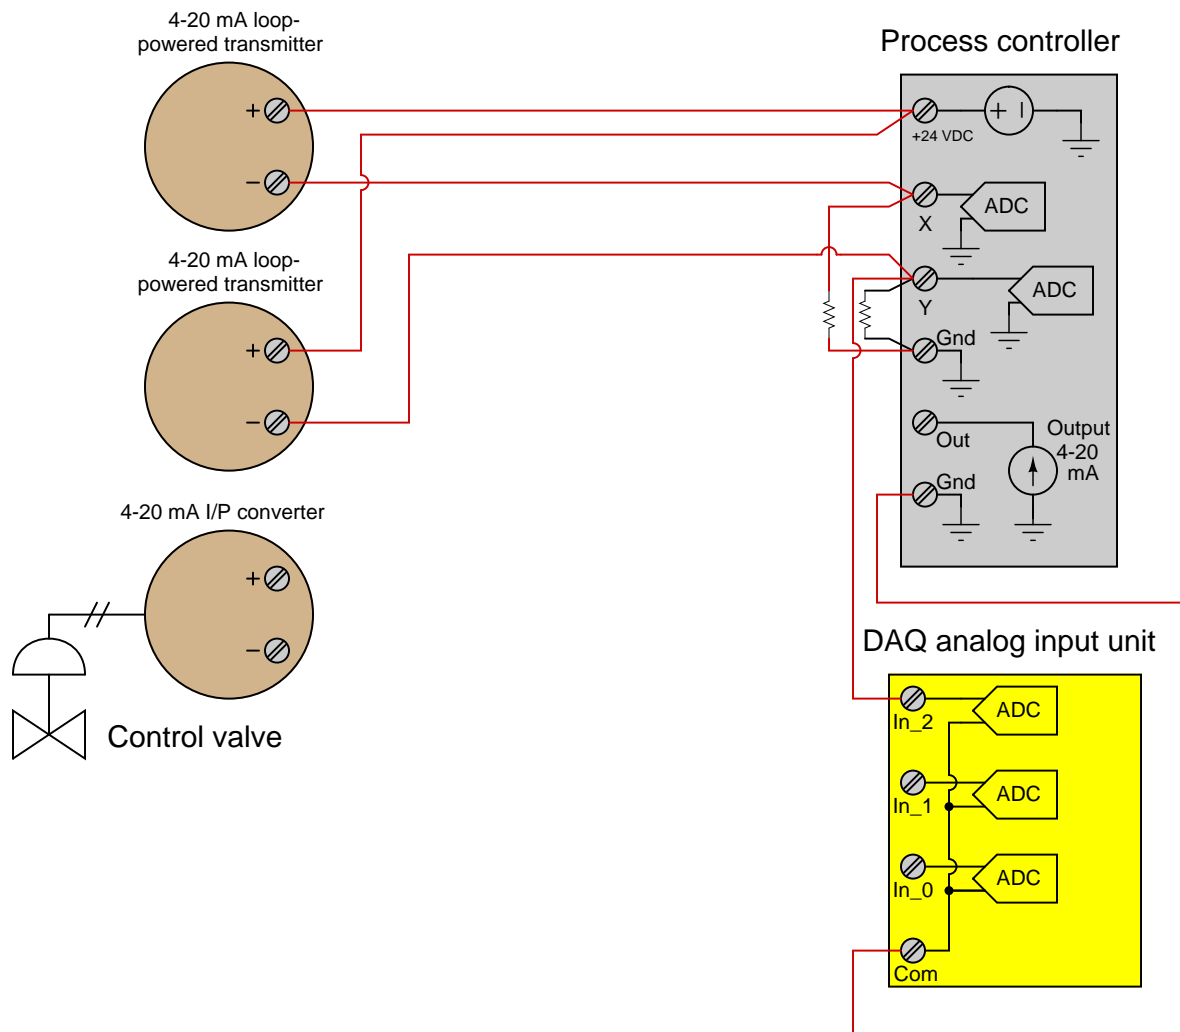 4-20 mA loop-
powered transmitter
+
−
4-20 mA loop-
powered transmitter
+
−
4-20 mA I/P converter
+
−
Control valve
Process controller
+24 VDC
+ −
X
ADC
Y
ADC
Gnd
Out
Output
4-20
mA
Gnd
DAQ analog input unit
In_2
ADC
In_1
ADC
In_0
ADC
Com